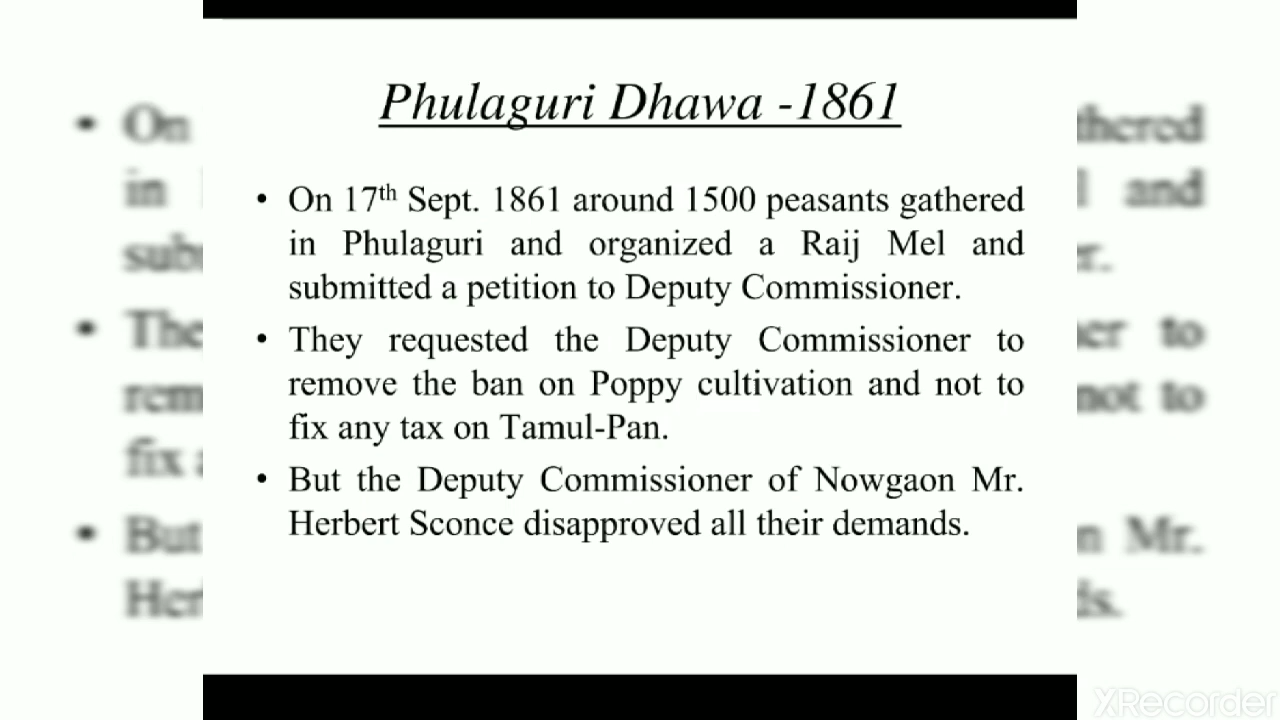 Phulaguri Dhawa -1861
• On 17th Sept. 1861 around 1500 peasants gathered
in Phulaguri and organized a Raij Mel and
submitted a petition to Deputy Commissioner.
• They requested the Deputy Commissioner to
remove the ban on Poppy cultivation and not to
fix any tax on Tamul-Pan.
• But the Deputy Commissioner of Nowgaon Mr.
Herbert Sconce disapproved all their demands.
XRecorder